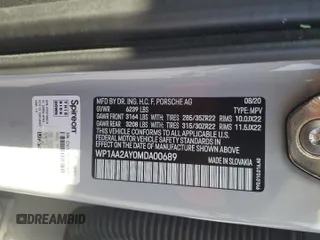 Spireon
DR. ING. H.C. F. PORSCHE AG 08/20
GVWR 6239 LBS TYPE: MPV
GAWR FRONT 3164 LBS WITH TIRES 285/35ZR22 RIMS 10.0JX22
GAWR REAR 3208 LBS WITH TIRES 315/30ZR22 RIMS 11.5JX22
THIS VEHICLE CONFORMS TO ALL APPLICABLE U.S.
FEDERAL MOTOR VEHICLE SAFETY STANDARDS IN
EFFECT ON THE DATE OF MANUFACTURE SHOWN ABOVE.
WP1AA2AY0MDA00689
MADE IN SLOVAKIA
DREAMBID